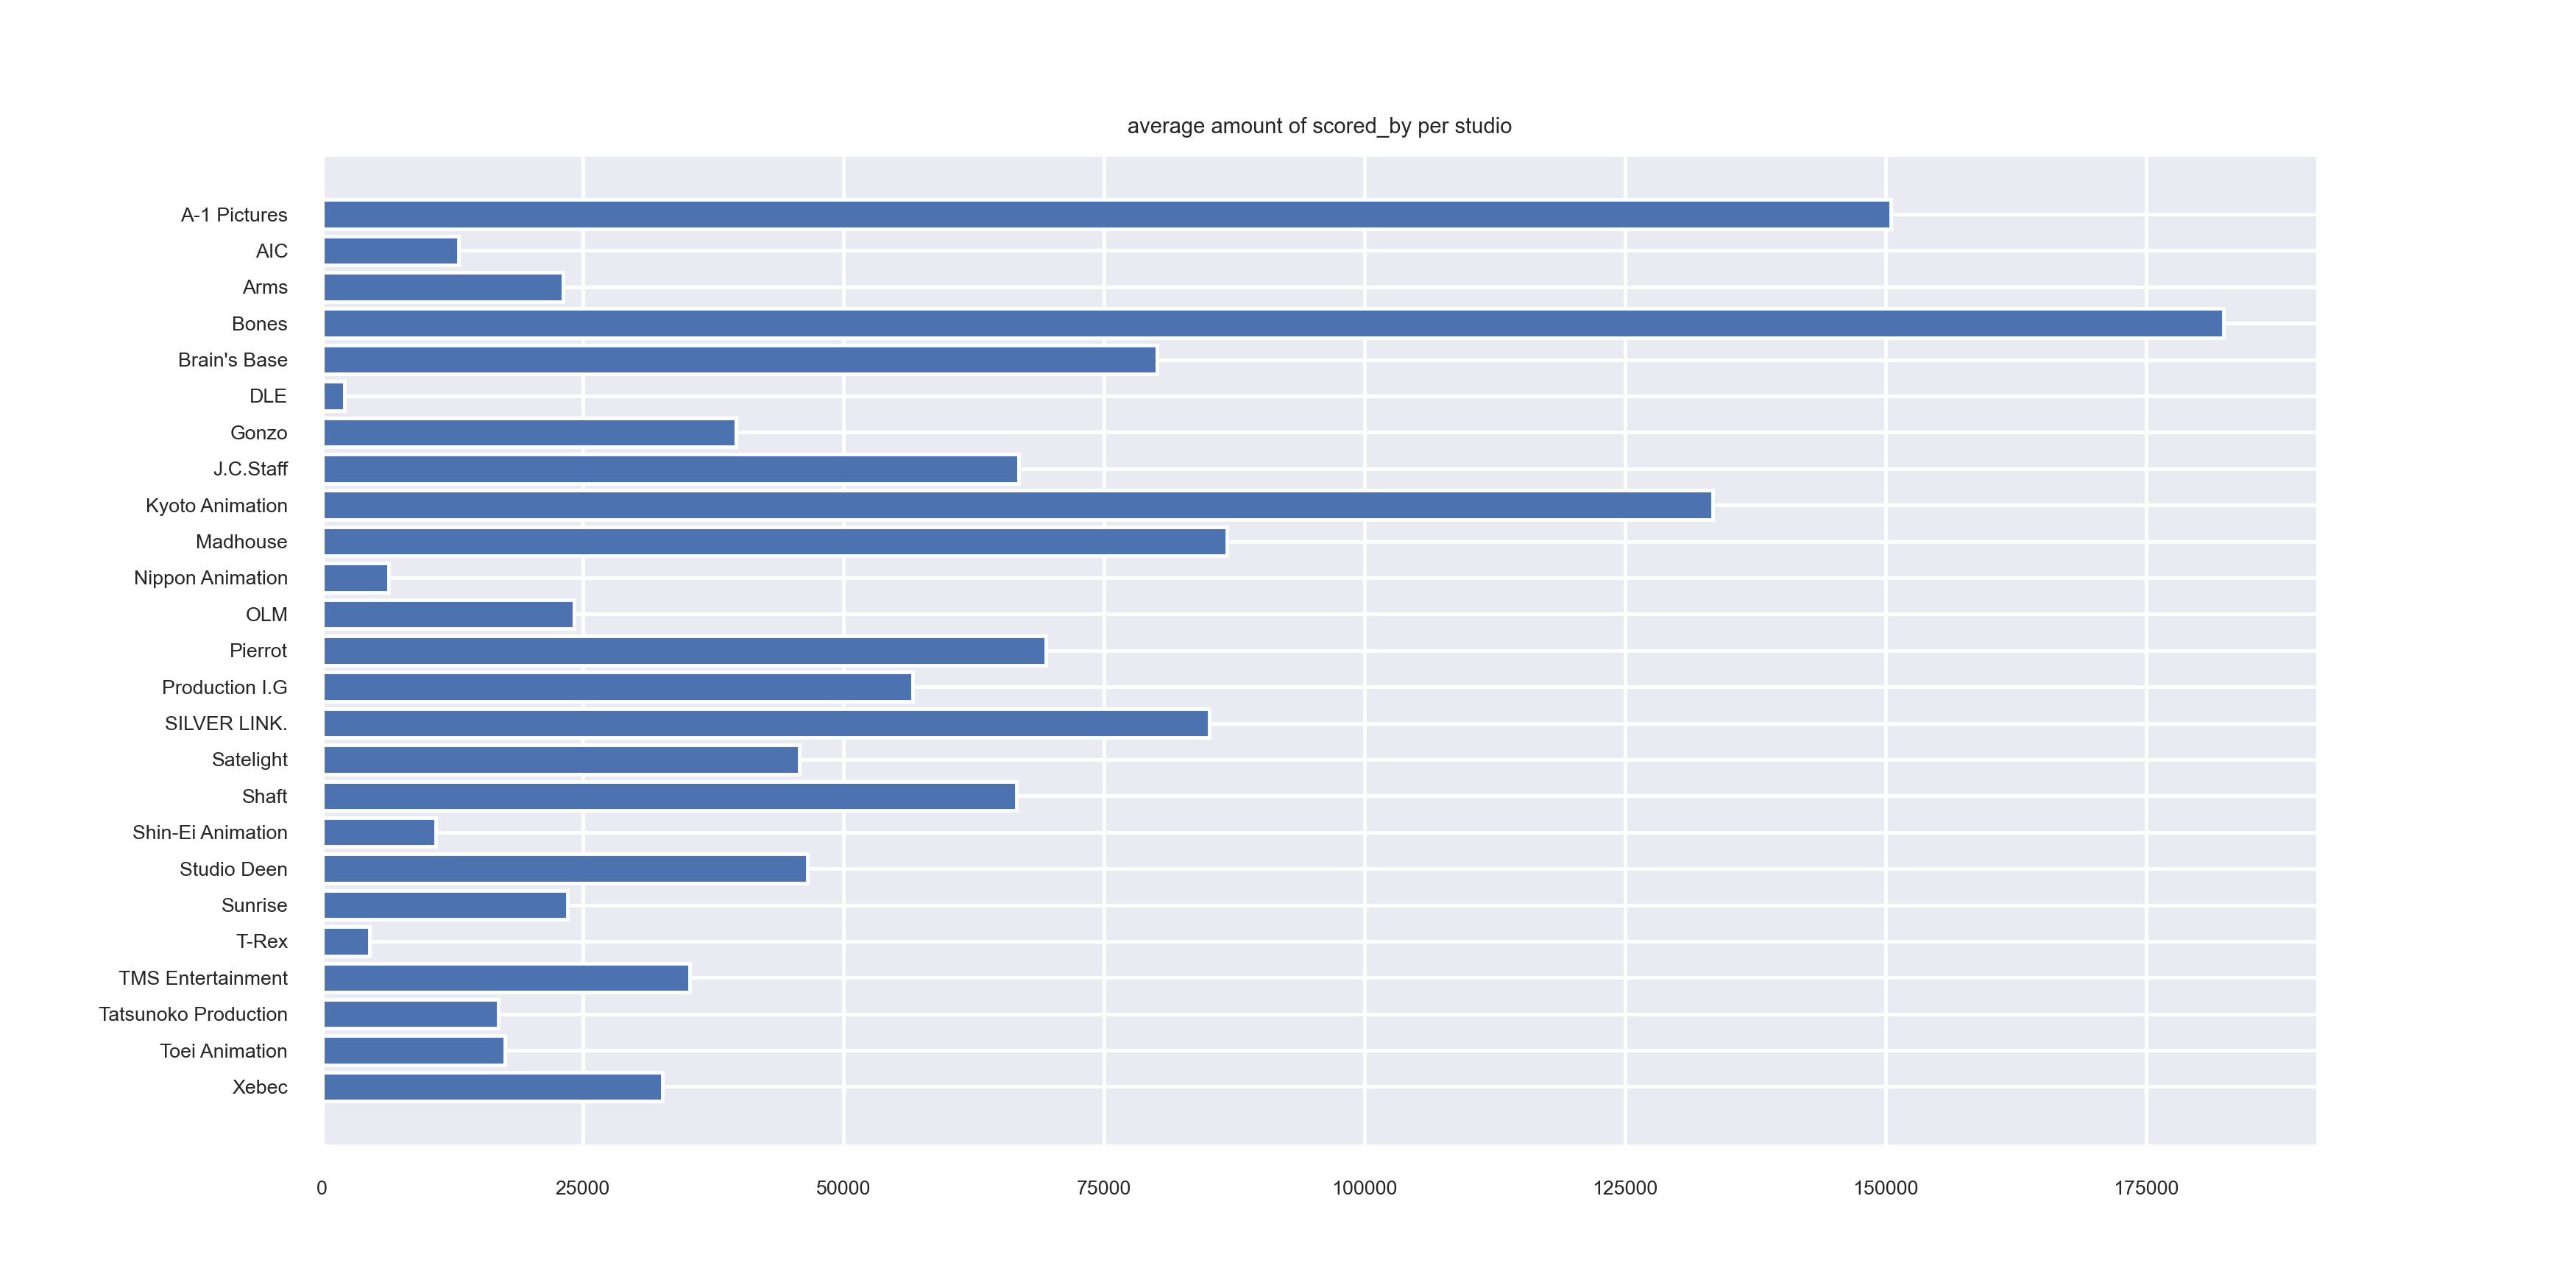 average amount of scored_by per studio
A-1 Pictures
AIC
Arms
Bones
Brain's Base
DLE
Gonzo
J.C.Staff
Kyoto Animation
Madhouse
Nippon Animation
OLM
Pierrot
Production I.G
SILVER LINK.
Satelight
Shaft
Shin-Ei Animation
Studio Deen
Sunrise
T-Rex
TMS Entertainment
Tatsunoko Production
Toei Animation
Xebec
0 25000 50000 75000 100000 125000 150000 175000